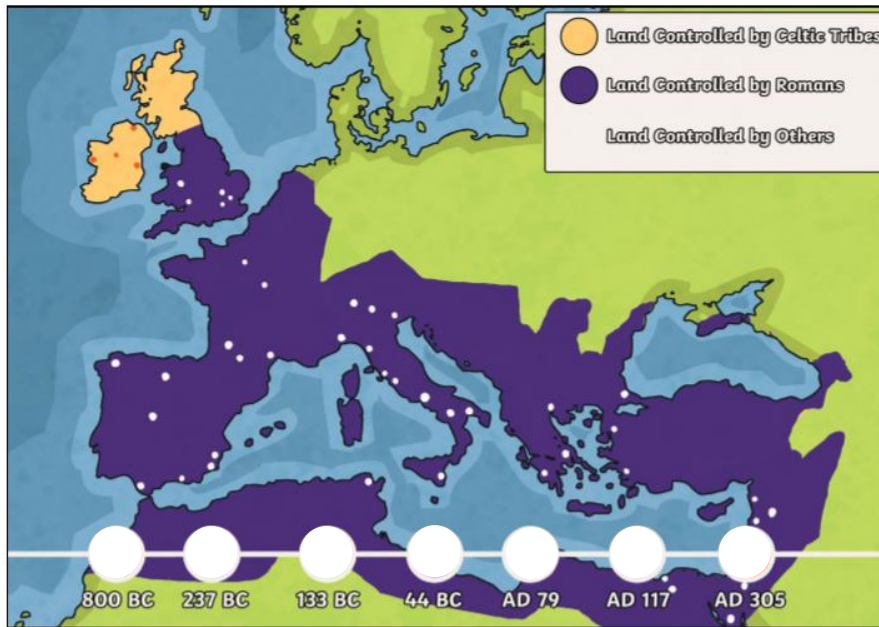 Land Controlled by Celtic Tribes
Land Controlled by Romans
Land Controlled by Others
800 BC 237 BC 133 BC 44 BC AD 79 AD 117 AD 305